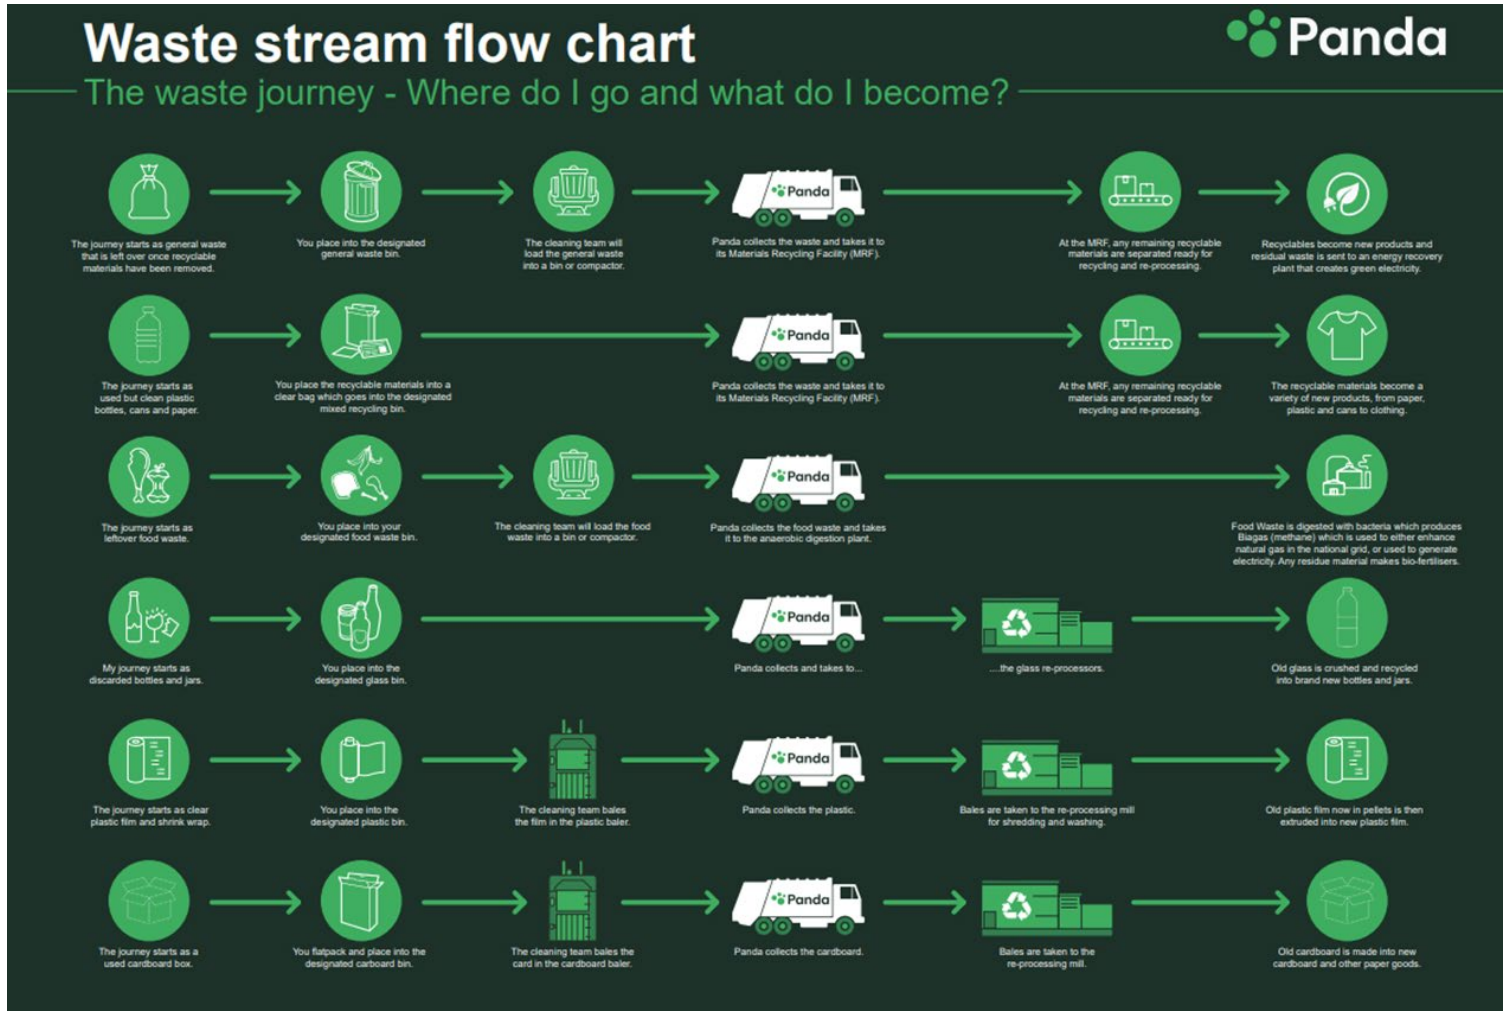 Waste stream flow chart
Panda
The waste journey - Where do I go and what do I become?
Panda
The journey starts as general waste
that is left over once recyclable
materials have been removed.
You place into the designated
general waste bin.
The cleaning team will
load the general waste
into a bin or compactor.
Panda collects the waste and takes it to
its Materials Recycling Facility (MRF).
At the MRF, any remaining recyclable
materials are separated ready for
recycling and re-processing.
Recyclables become new products and
residual waste is sent to an energy recovery
plant that creates green electricity.
Panda
The journey starts as
used but clean plastic
bottles, cans and paper.
You place the recyclable materials into a
clear bag which goes into the designated
mixed recycling bin.
Panda collects the waste and takes it to
its Materials Recycling Facility (MRF).
At the MRF, any remaining recyclable
materials are separated ready for
recycling and re-processing.
The recyclable materials become a
variety of new products, from paper,
plastic and cans to clothing.
Panda
The journey starts as
leftover food waste.
You place into your
designated food waste bin.
The cleaning team will load the food
waste into a bin or compactor.
Panda collects the food waste and takes
it to the anaerobic digestion plant.
Food Waste is digested with bacteria which produces
Biagas (methane) which is used to either enhance
natural gas in the national grid, or used to generate
electricity. Any residue material makes bio-fertilisers.
Panda
My journey starts as
discarded bottles and jars.
You place into the
designated glass bin.
Panda collects and takes to...
....the glass re-processors.
Old glass is crushed and recycled
into brand new bottles and jars.
Panda
The journey starts as clear
plastic film and shrink wrap.
You place into the
designated plastic bin.
The cleaning team bales
the film in the plastic baler.
Panda collects the plastic.
Bales are taken to the re-processing mill
for shredding and washing.
Old plastic film now in pellets is then
extruded into new plastic film.
Panda
The journey starts as a
used cardboard box.
You flatpack and place into the
designated carboard bin.
The cleaning team bales the
card in the cardboard baler.
Panda collects the cardboard.
Bales are taken to the
re-processing mill.
Old cardboard is made into new
cardboard and other paper goods.